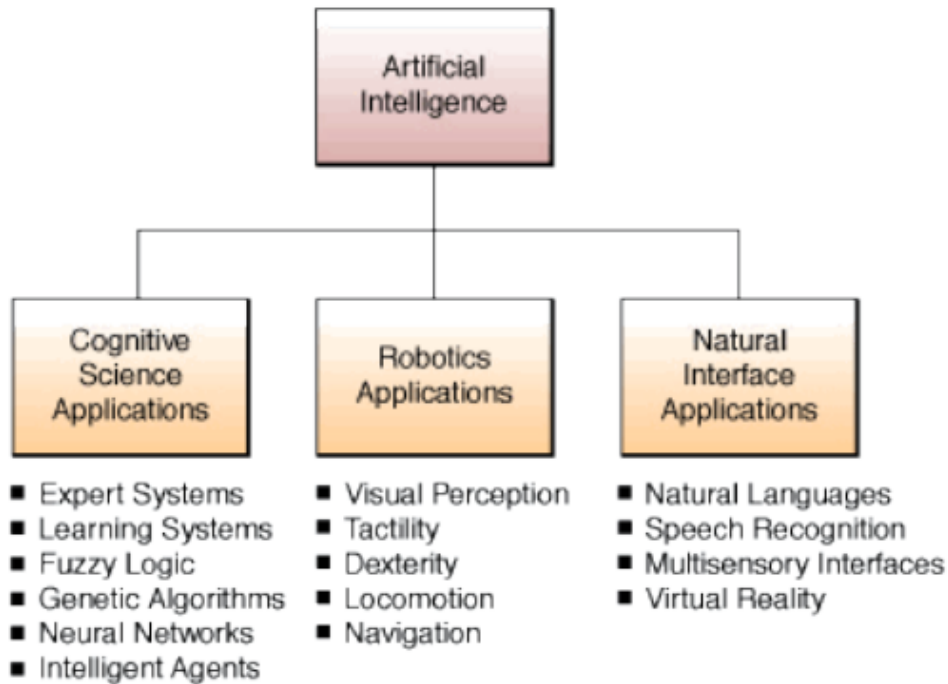 Artificial
Intelligence
Cognitive
Science
Applications
Robotics
Applications
Natural
Interface
Applications
■ Expert Systems
■ Learning Systems
■ Fuzzy Logic
■ Genetic Algorithms
■ Neural Networks
■ Intelligent Agents
■ Visual Perception
■ Tactility
■ Dexterity
■ Locomotion
■ Navigation
■ Natural Languages
■ Speech Recognition
■ Multisensory Interfaces
■ Virtual Reality